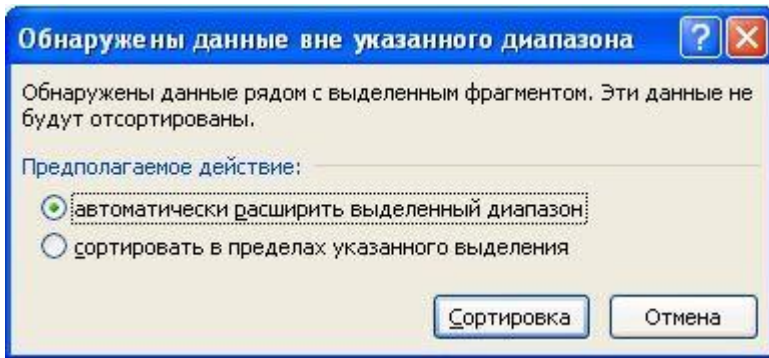 Обнаружены данные вне указанного диапазона
Обнаружены данные рядом с выделенным фрагментом. Эти данные не
будут отсортированы.
Предполагаемое действие:
автоматически расширить выделенный диапазон
сортировать в пределах указанного выделения
Сортировка Отмена